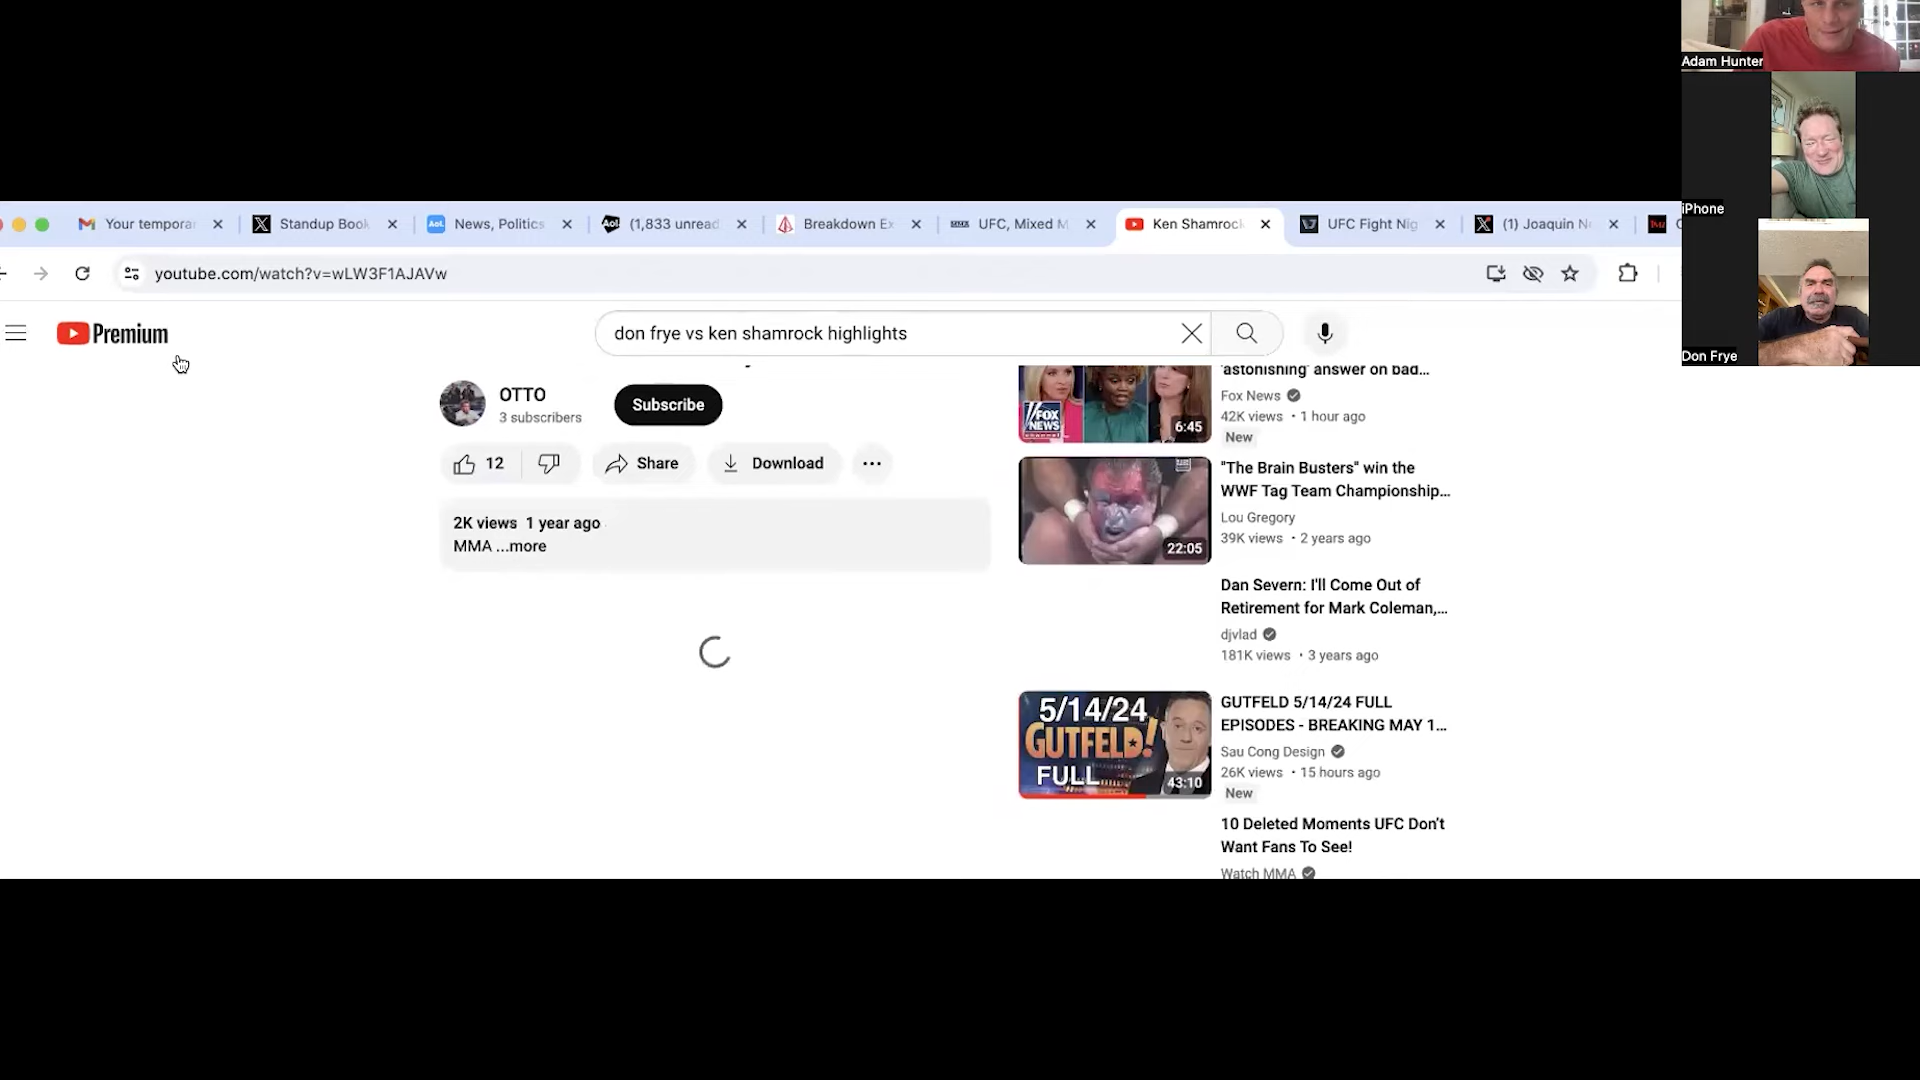 Adam Hunter
iPhone
Don Frye
Your tempora
Standup Book
Aol.
News, Politics
Aol.
(1,833 unread
Breakdown Ex
UFC, Mixed M
Ken Shamrock
UFC Fight Nig
(1) Joaquin N
youtube.com/watch?v=wLW3F1AJAVw
Premium
don frye vs ken shamrock highlights
OTTO
3 subscribers
Subscribe
12
Share
Download
2K views 1 year ago
MMA ...more
FOX
NEWS
channel
6:45
'astonishing' answer on bad...
Fox News
42K views • 1 hour ago
New
22:05
"The Brain Busters" win the
WWF Tag Team Championship...
Lou Gregory
39K views • 2 years ago
Dan Severn: I'll Come Out of
Retirement for Mark Coleman,...
djvlad
181K views • 3 years ago
5/14/24
GUTFELD!
FULL
43:10
GUTFELD 5/14/24 FULL
EPISODES - BREAKING MAY 1...
Sau Cong Design
26K views • 15 hours ago
New
10 Deleted Moments UFC Don't
Want Fans To See!
Watch MMA